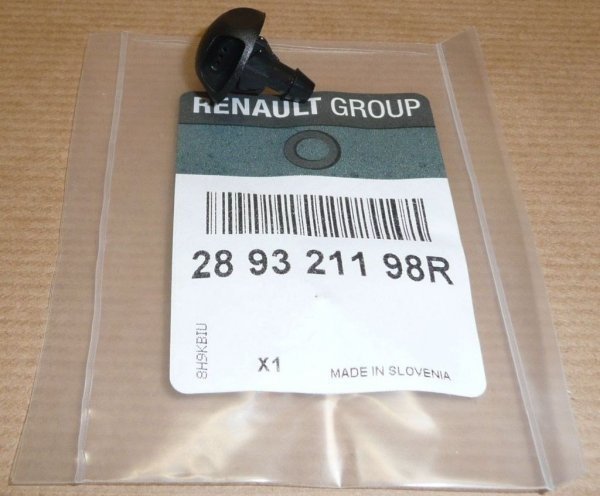 RENAULT GROUP
28 93 211 98R
8H9KBIU
X1
MADE IN SLOVENIA